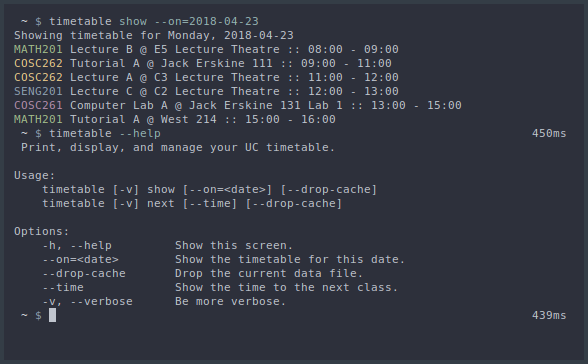 ~ $ timetable show --on=2018-04-23
Showing timetable for Monday, 2018-04-23
MATH201 Lecture B @ E5 Lecture Theatre :: 08:00 - 09:00
COSC262 Tutorial A @ Jack Erskine 111 :: 09:00 - 11:00
COSC262 Lecture A @ C3 Lecture Theatre :: 11:00 - 12:00
SENG201 Lecture C @ C2 Lecture Theatre :: 12:00 - 13:00
COSC261 Computer Lab A @ Jack Erskine 131 Lab 1 :: 13:00 - 15:00
MATH201 Tutorial A @ West 214 :: 15:00 - 16:00
~ $ timetable --help 450ms
Print, display, and manage your UC timetable.
Usage:
timetable [-v] show [--on=<date>] [--drop-cache]
timetable [-v] next [--time] [--drop-cache]
Options:
-h, --help Show this screen.
--on=<date> Show the timetable for this date.
--drop-cache Drop the current data file.
--time Show the time to the next class.
-v, --verbose Be more verbose.
~ $ 439ms